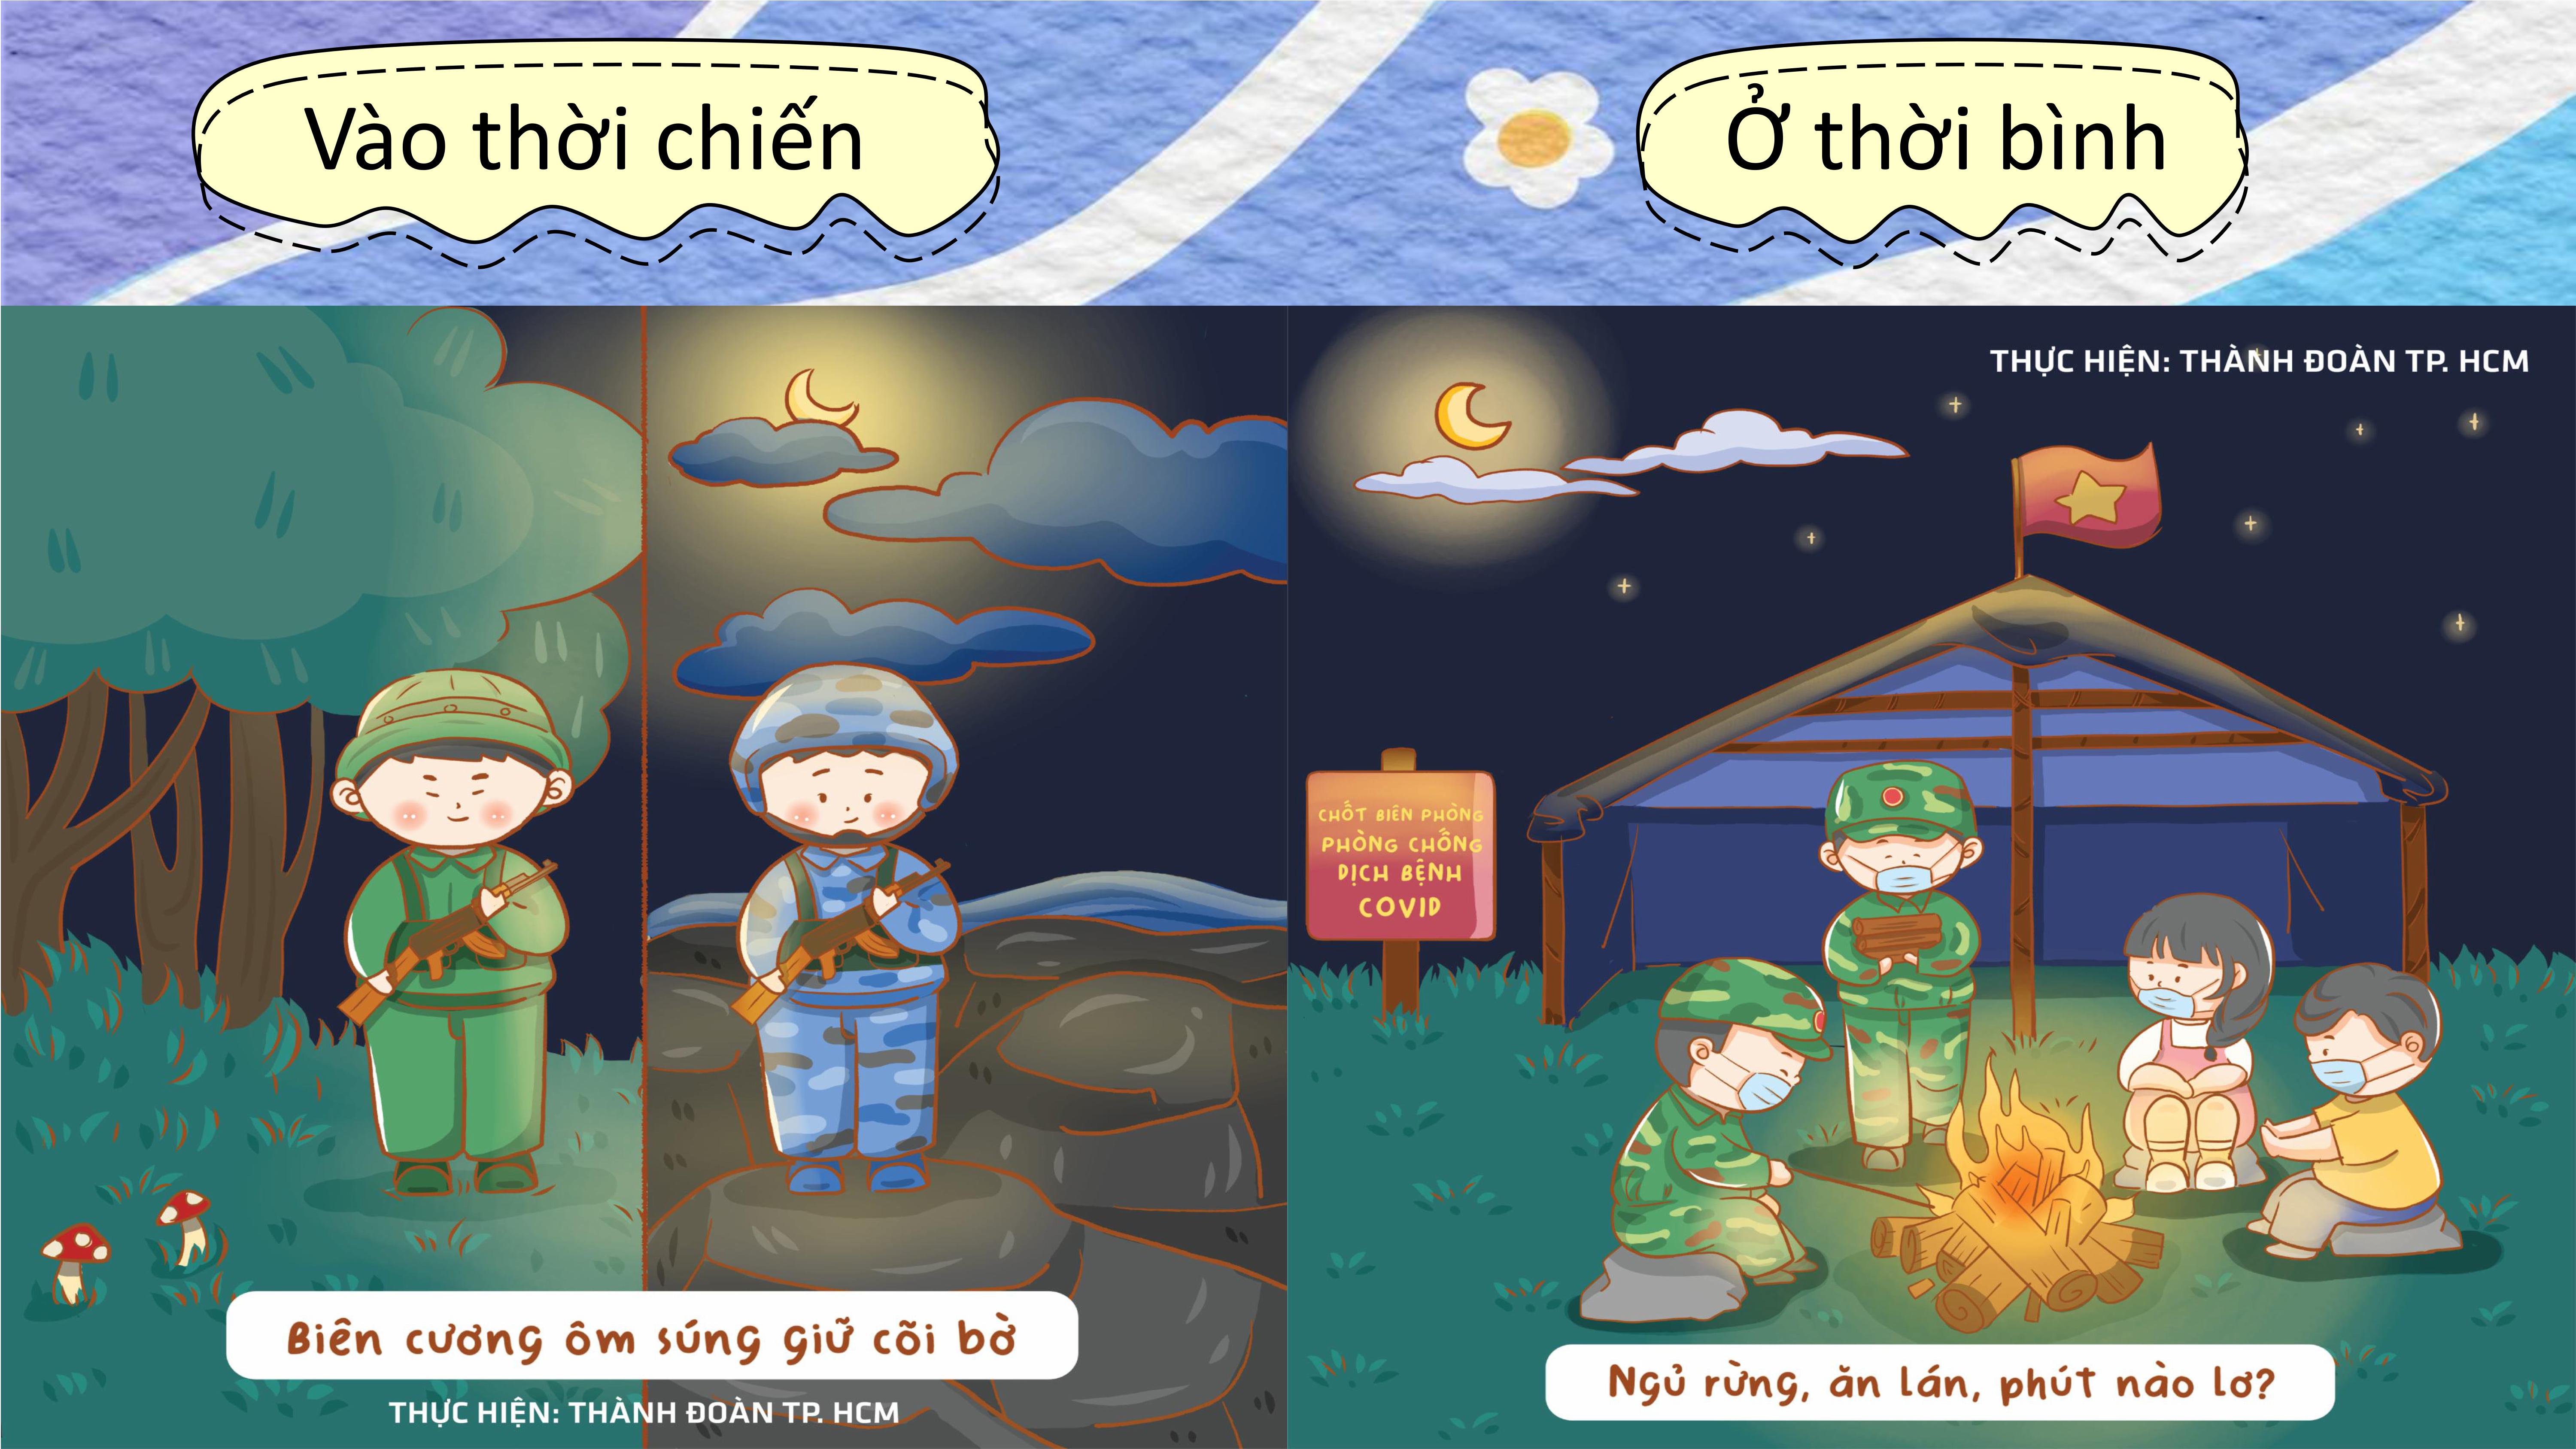 Vào thời chiến
Ở thời bình
THỰC HIỆN: THÀNH ĐOÀN TP. HCM
CHỐT BIÊN PHÒNG
PHÒNG CHỐNG
DỊCH BỆNH
COVID
Biên cương ôm súng giữ cõi bờ
THỰC HIỆN: THÀNH ĐOÀN TP. HCM
Ngủ rừng, ăn lán, phút nào lơ?